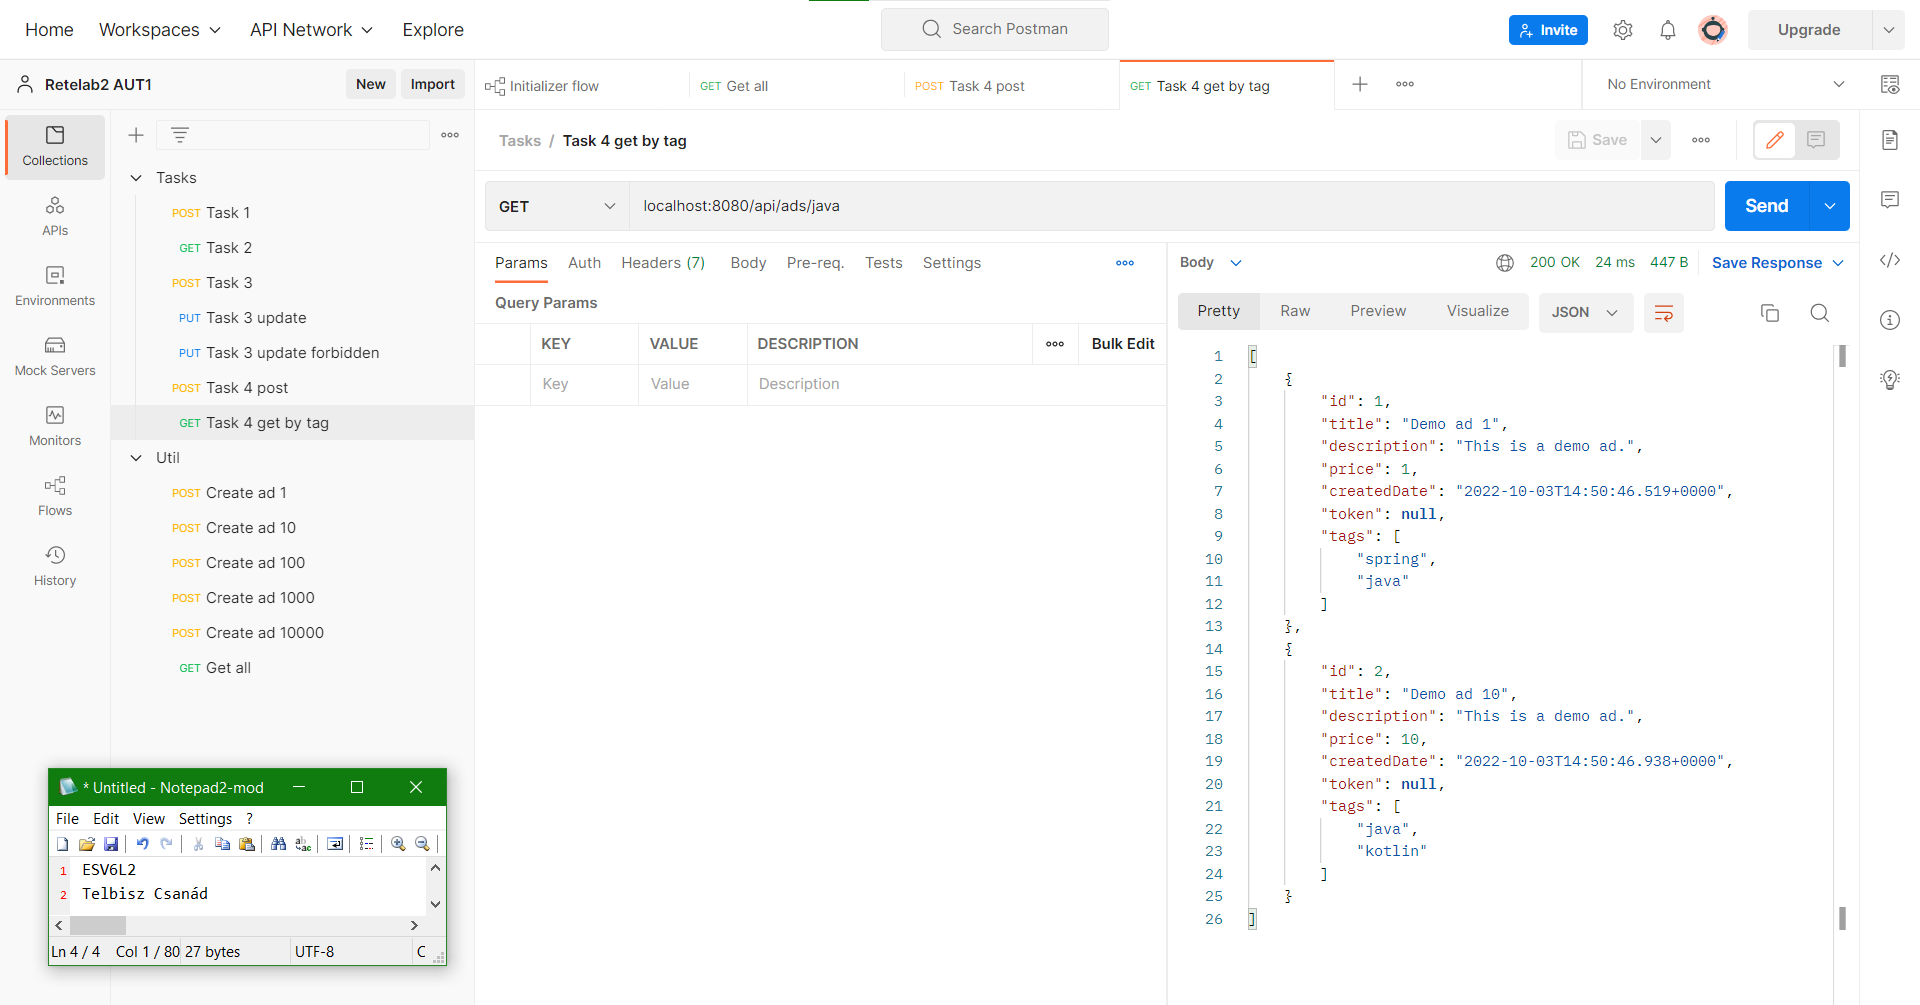 Home Workspaces API Network Explore Search Postman Invite Upgrade
Retelab2 AUT1 New Import
Initializer flow GET Get all POST Task 4 post GET Task 4 get by tag No Environment
Collections
APIs
Environments
Mock Servers
Monitors
Flows
History
Tasks
POST Task 1
GET Task 2
POST Task 3
PUT Task 3 update
PUT Task 3 update forbidden
POST Task 4 post
GET Task 4 get by tag
Util
POST Create ad 1
POST Create ad 10
POST Create ad 100
POST Create ad 1000
POST Create ad 10000
GET Get all
Tasks / Task 4 get by tag Save
GET localhost:8080/api/ads/java Send
Params Auth Headers (7) Body Pre-req. Tests Settings
Query Params
KEY VALUE DESCRIPTION Bulk Edit
Key Value Description
Body 200 OK 24 ms 447 B Save Response
Pretty Raw Preview Visualize JSON
1 [
2 {
3 "id": 1,
4 "title": "Demo ad 1",
5 "description": "This is a demo ad.",
6 "price": 1,
7 "createdDate": "2022-10-03T14:50:46.519+0000",
8 "token": null,
9 "tags": [
10 "spring",
11 "java"
12 ]
13 },
14 {
15 "id": 2,
16 "title": "Demo ad 10",
17 "description": "This is a demo ad.",
18 "price": 10,
19 "createdDate": "2022-10-03T14:50:46.938+0000",
20 "token": null,
21 "tags": [
22 "java",
23 "kotlin"
24 ]
25 }
26 ]
* Untitled - Notepad2-mod
File Edit View Settings ?
1 ESV6L2
2 Telbisz Csanád
Ln 4 / 4 Col 1 / 80 27 bytes UTF-8 C